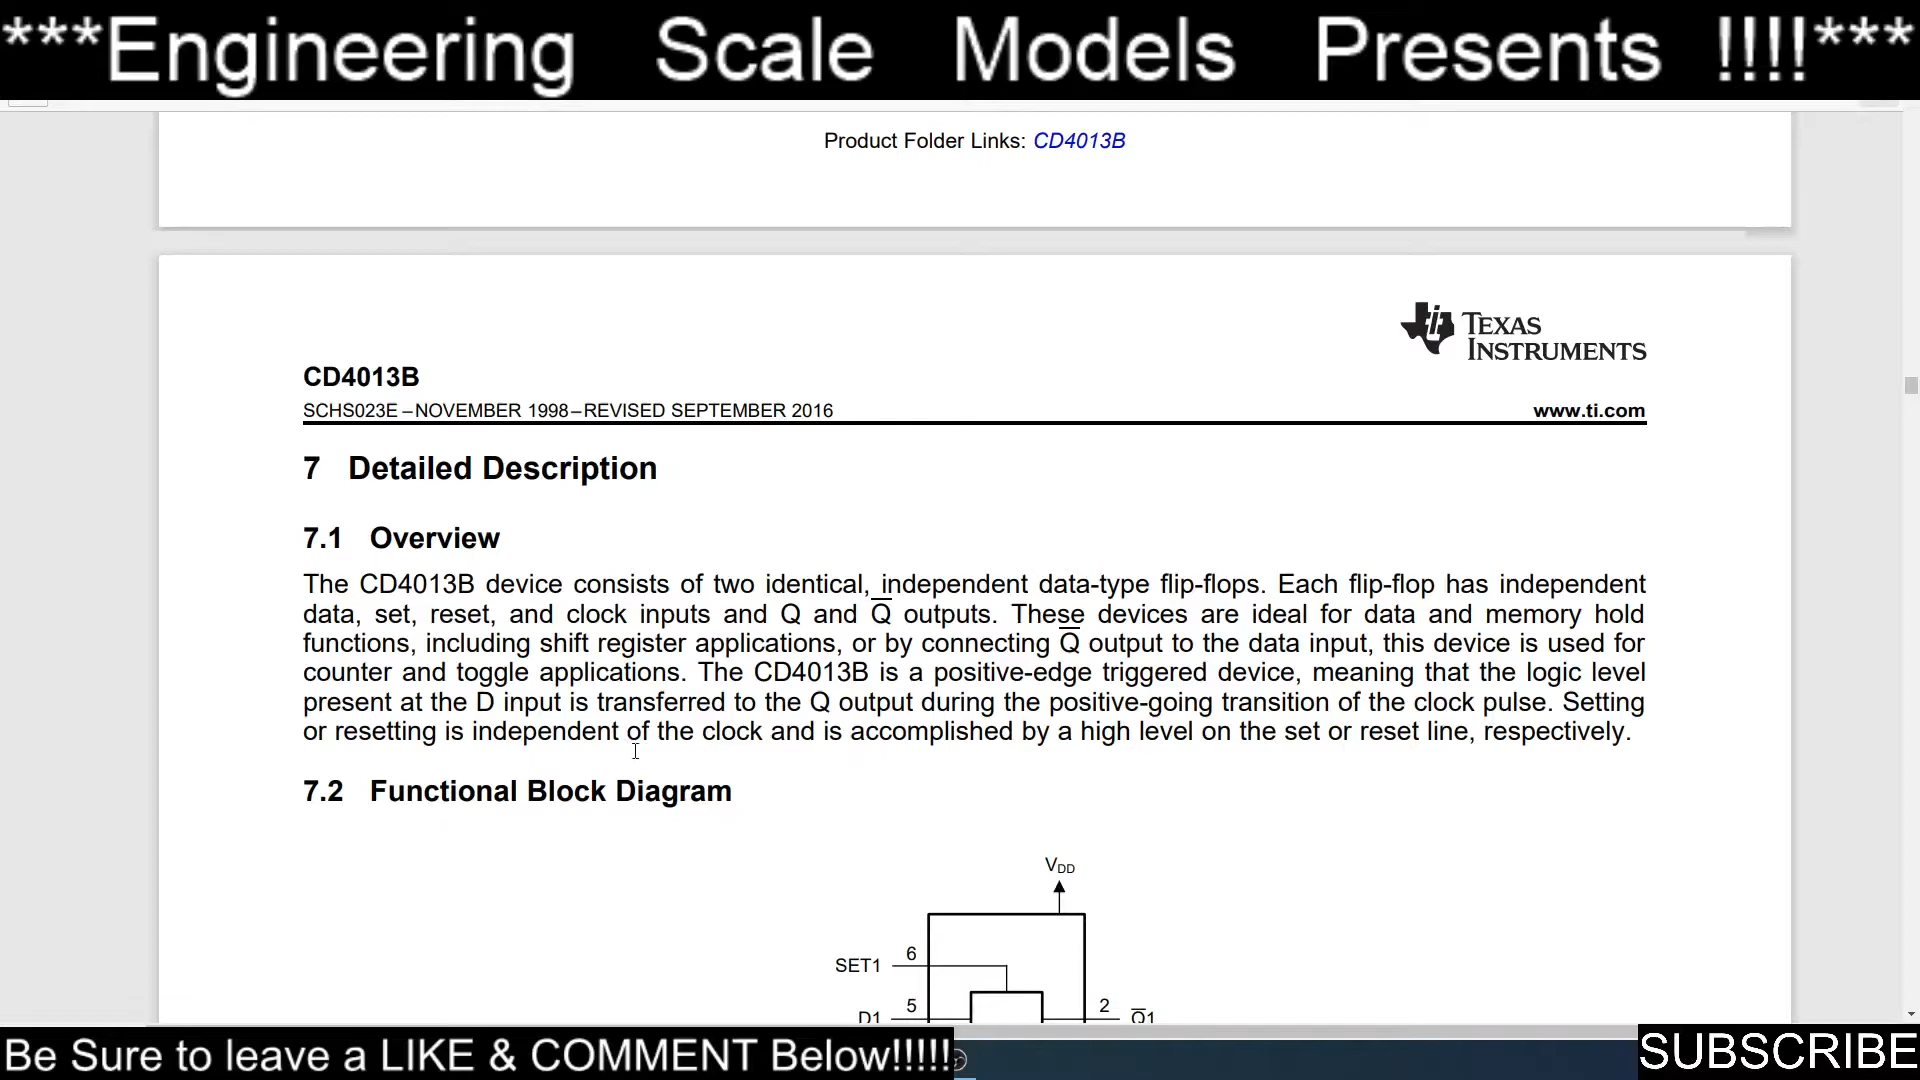 ***Engineering Scale Models Presents !!!!***
Product Folder Links: CD4013B
TEXAS
INSTRUMENTS
CD4013B
SCHS023E –NOVEMBER 1998–REVISED SEPTEMBER 2016
www.ti.com
7 Detailed Description
7.1 Overview
The CD4013B device consists of two identical, independent data-type flip-flops. Each flip-flop has independent
data, set, reset, and clock inputs and Q and Q̅ outputs. These devices are ideal for data and memory hold
functions, including shift register applications, or by connecting Q̅ output to the data input, this device is used for
counter and toggle applications. The CD4013B is a positive-edge triggered device, meaning that the logic level
present at the D input is transferred to the Q output during the positive-going transition of the clock pulse. Setting
or resetting is independent of the clock and is accomplished by a high level on the set or reset line, respectively.
7.2 Functional Block Diagram
VDD
6
SET1
5
2
D1
Q̅1
Be Sure to leave a LIKE & COMMENT Below!!!!!
SUBSCRIBE